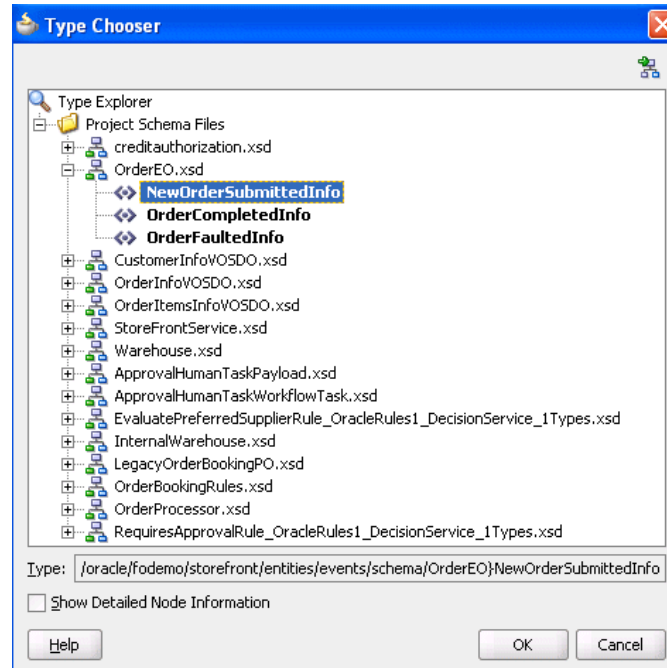 Type Chooser
Type Explorer
Project Schema Files
creditauthorization.xsd
OrderEO.xsd
NewOrderSubmittedInfo
OrderCompletedInfo
OrderFaultedInfo
CustomerInfoVOSDO.xsd
OrderInfoVOSDO.xsd
OrderItemsInfoVOSDO.xsd
StoreFrontService.xsd
Warehouse.xsd
ApprovalHumanTaskPayload.xsd
ApprovalHumanTaskWorkflowTask.xsd
EvaluatePreferredSupplierRule_OracleRules1_DecisionService_1Types.xsd
InternalWarehouse.xsd
LegacyOrderBookingPO.xsd
OrderBookingRules.xsd
OrderProcessor.xsd
RequiresApprovalRule_OracleRules1_DecisionService_1Types.xsd
Type: /oracle/fodemo/storefront/entities/events/schema/OrderEO}NewOrderSubmittedInfo
Show Detailed Node Information
Help OK Cancel